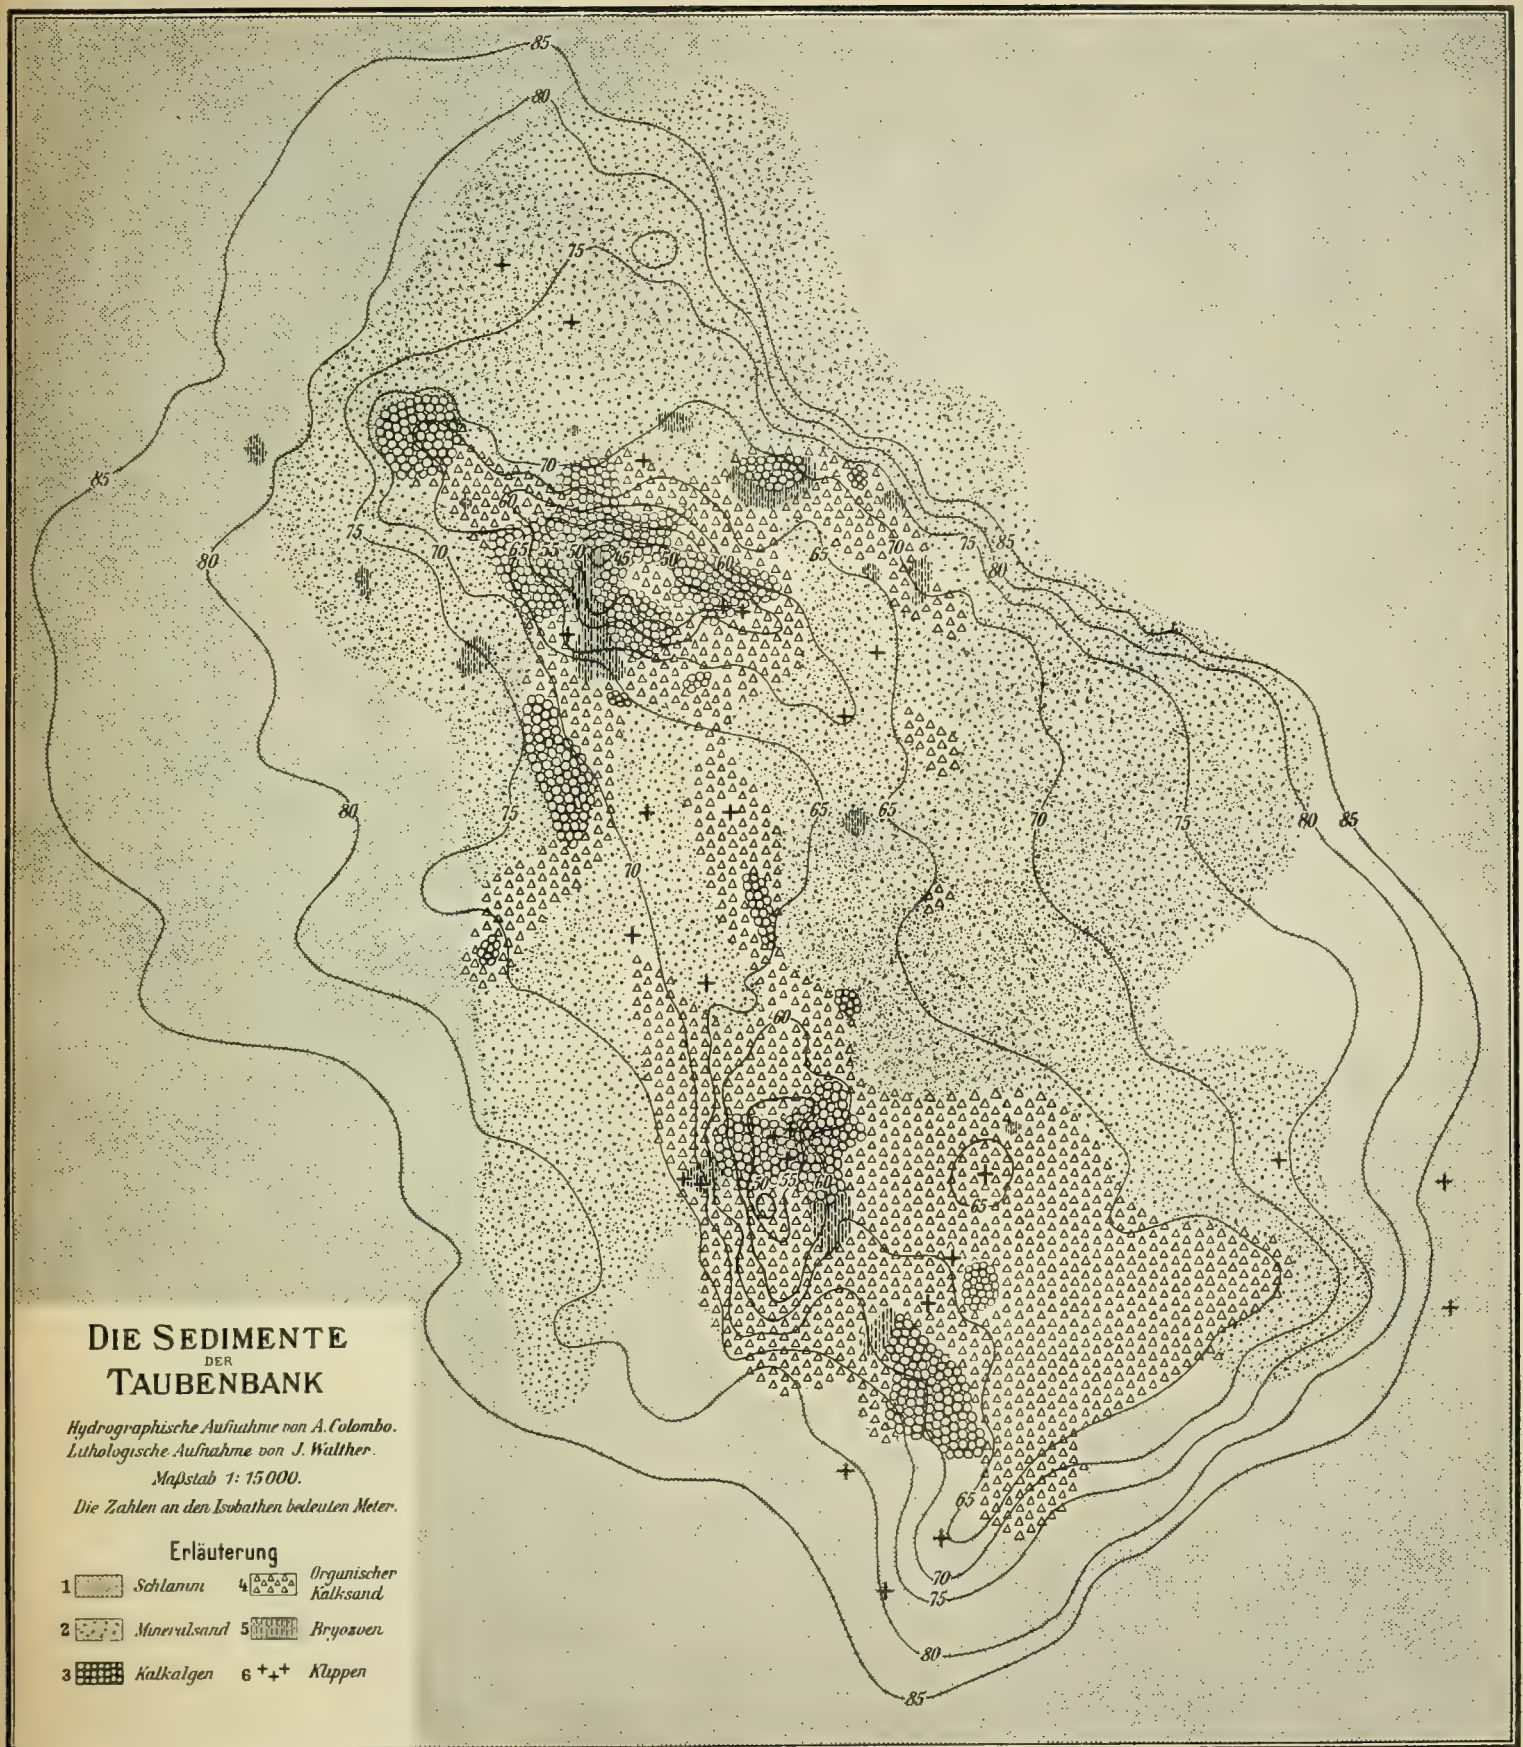 85
80
75
85
70
60
75
70
65 55 50 45 50 60
65
70
75 85
80
80
80
75
65
65
70
75
80
85
70
60
50 55 60
65
65
70
75
80
85
DIE SEDIMENTE
DER
TAUBENBANK
Hydrographische Aufnahme von A. Colombo.
Lithologische Aufnahme von J. Walther.
Maßstab 1: 15 000.
Die Zahlen an den Isobathen bedeuten Meter.
Erläuterung
1 Schlamm
4 Organischer
Kalksand
2 Mineralsand
5 Bryozoen
3 Kalkalgen
6 Klippen